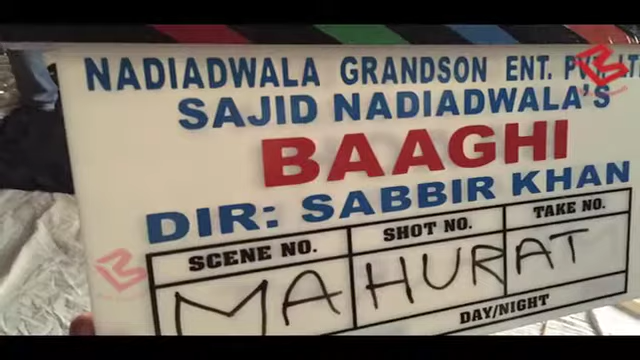 NADIADWALA GRANDSON ENT. PVT. LTD.
SAJID NADIADWALA'S
BAAGHI
DIR: SABBIR KHAN
SCENE NO. SHOT NO. TAKE NO.
MAHURAT
DAY/NIGHT